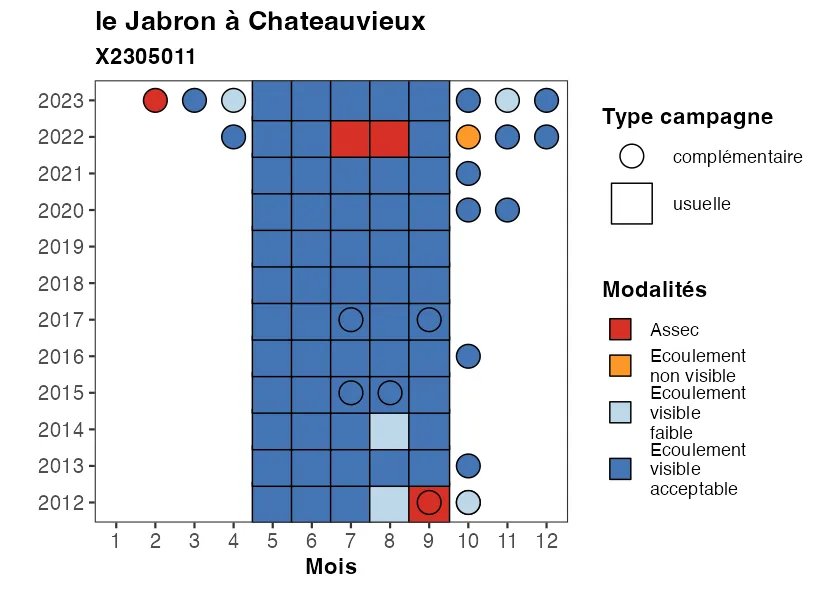 le Jabron à Chateauvieux
X2305011
2023
2022
2021
2020
2019
2018
2017
2016
2015
2014
2013
2012
1 2 3 4 5 6 7 8 9 10 11 12
Mois
Type campagne
complémentaire
usuelle
Modalités
Assec
Ecoulement
non visible
Ecoulement
visible
faible
Ecoulement
visible
acceptable